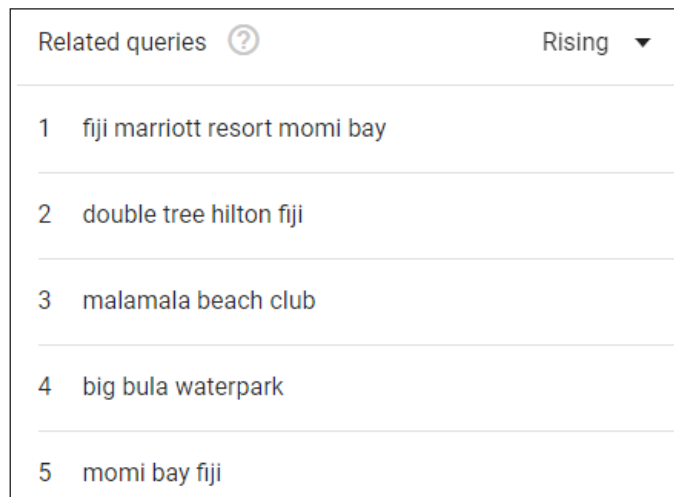 Related queries ? Rising
1 fiji marriott resort momi bay
2 double tree hilton fiji
3 malamala beach club
4 big bula waterpark
5 momi bay fiji